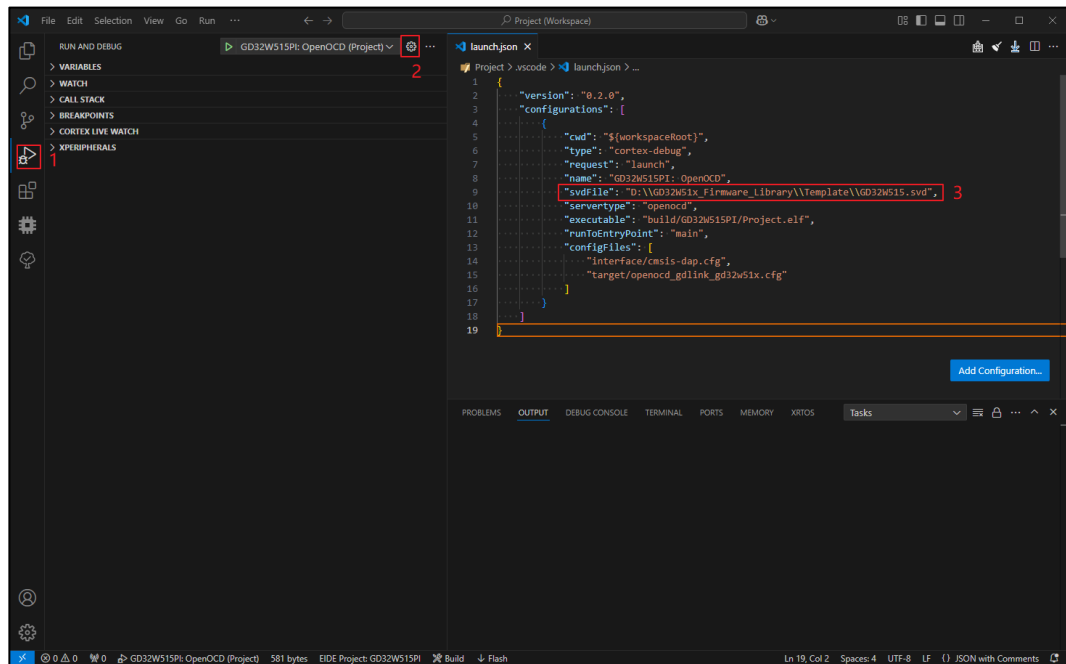 File Edit Selection View Go Run ··· Project (Workspace)
RUN AND DEBUG GD32W515PI: OpenOCD (Project) ···
2
VARIABLES
WATCH
CALL STACK
BREAKPOINTS
CORTEX LIVE WATCH
XPERIPHERALS
1
launch.json
Project > .vscode > launch.json > ...
1 {
2 "version": "0.2.0",
3 "configurations": [
4 {
5 "cwd": "${workspaceRoot}",
6 "type": "cortex-debug",
7 "request": "launch",
8 "name": "GD32W515PI: OpenOCD",
9 "svdFile": "D:\\GD32W51x_Firmware_Library\\Template\\GD32W515.svd", 3
10 "servertype": "openocd",
11 "executable": "build/GD32W515PI/Project.elf",
12 "runToEntryPoint": "main",
13 "configFiles": [
14 "interface/cmsis-dap.cfg",
15 "target/openocd_gdlink_gd32w51x.cfg"
16 ]
17 }
18 ]
19 }
Add Configuration...
PROBLEMS OUTPUT DEBUG CONSOLE TERMINAL PORTS MEMORY XRTOS Tasks ···
0 0 0 GD32W515PI: OpenOCD (Project) 581 bytes EIDE Project: GD32W515PI Build Flash Ln 19, Col 2 Spaces: 4 UTF-8 LF {} JSON with Comments